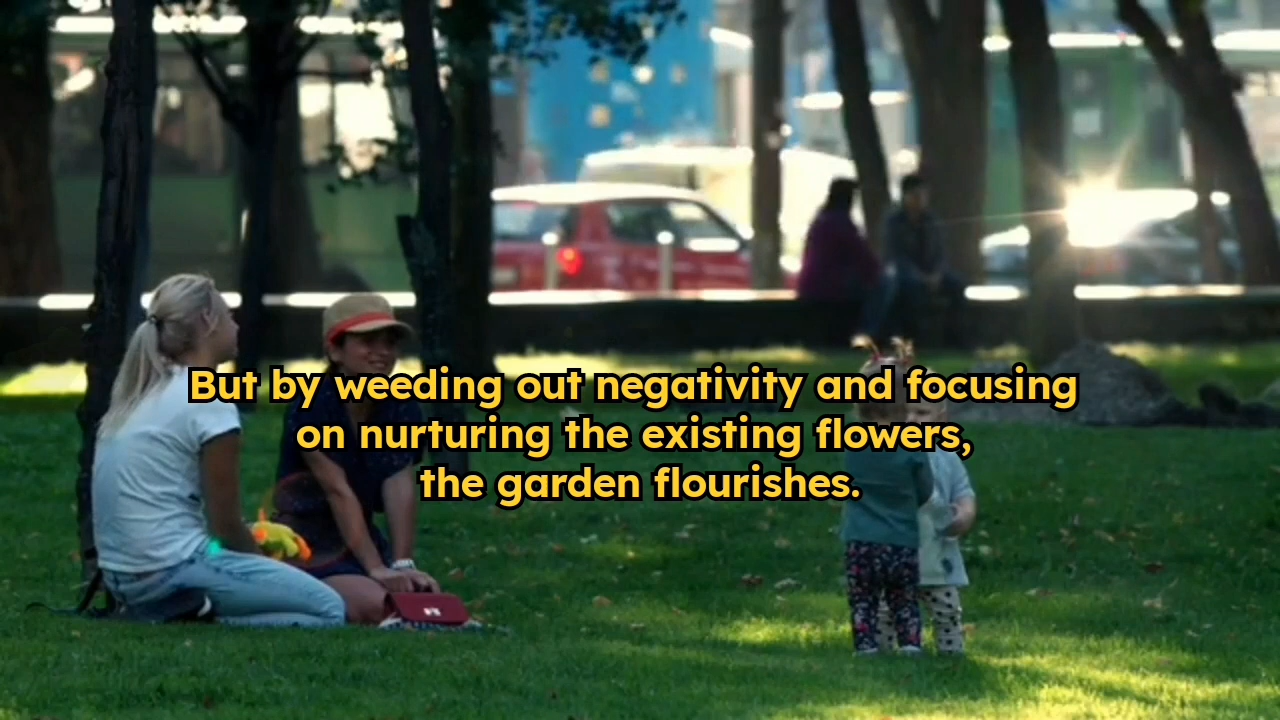 But by weeding out negativity and focusing
on nurturing the existing flowers,
the garden flourishes.